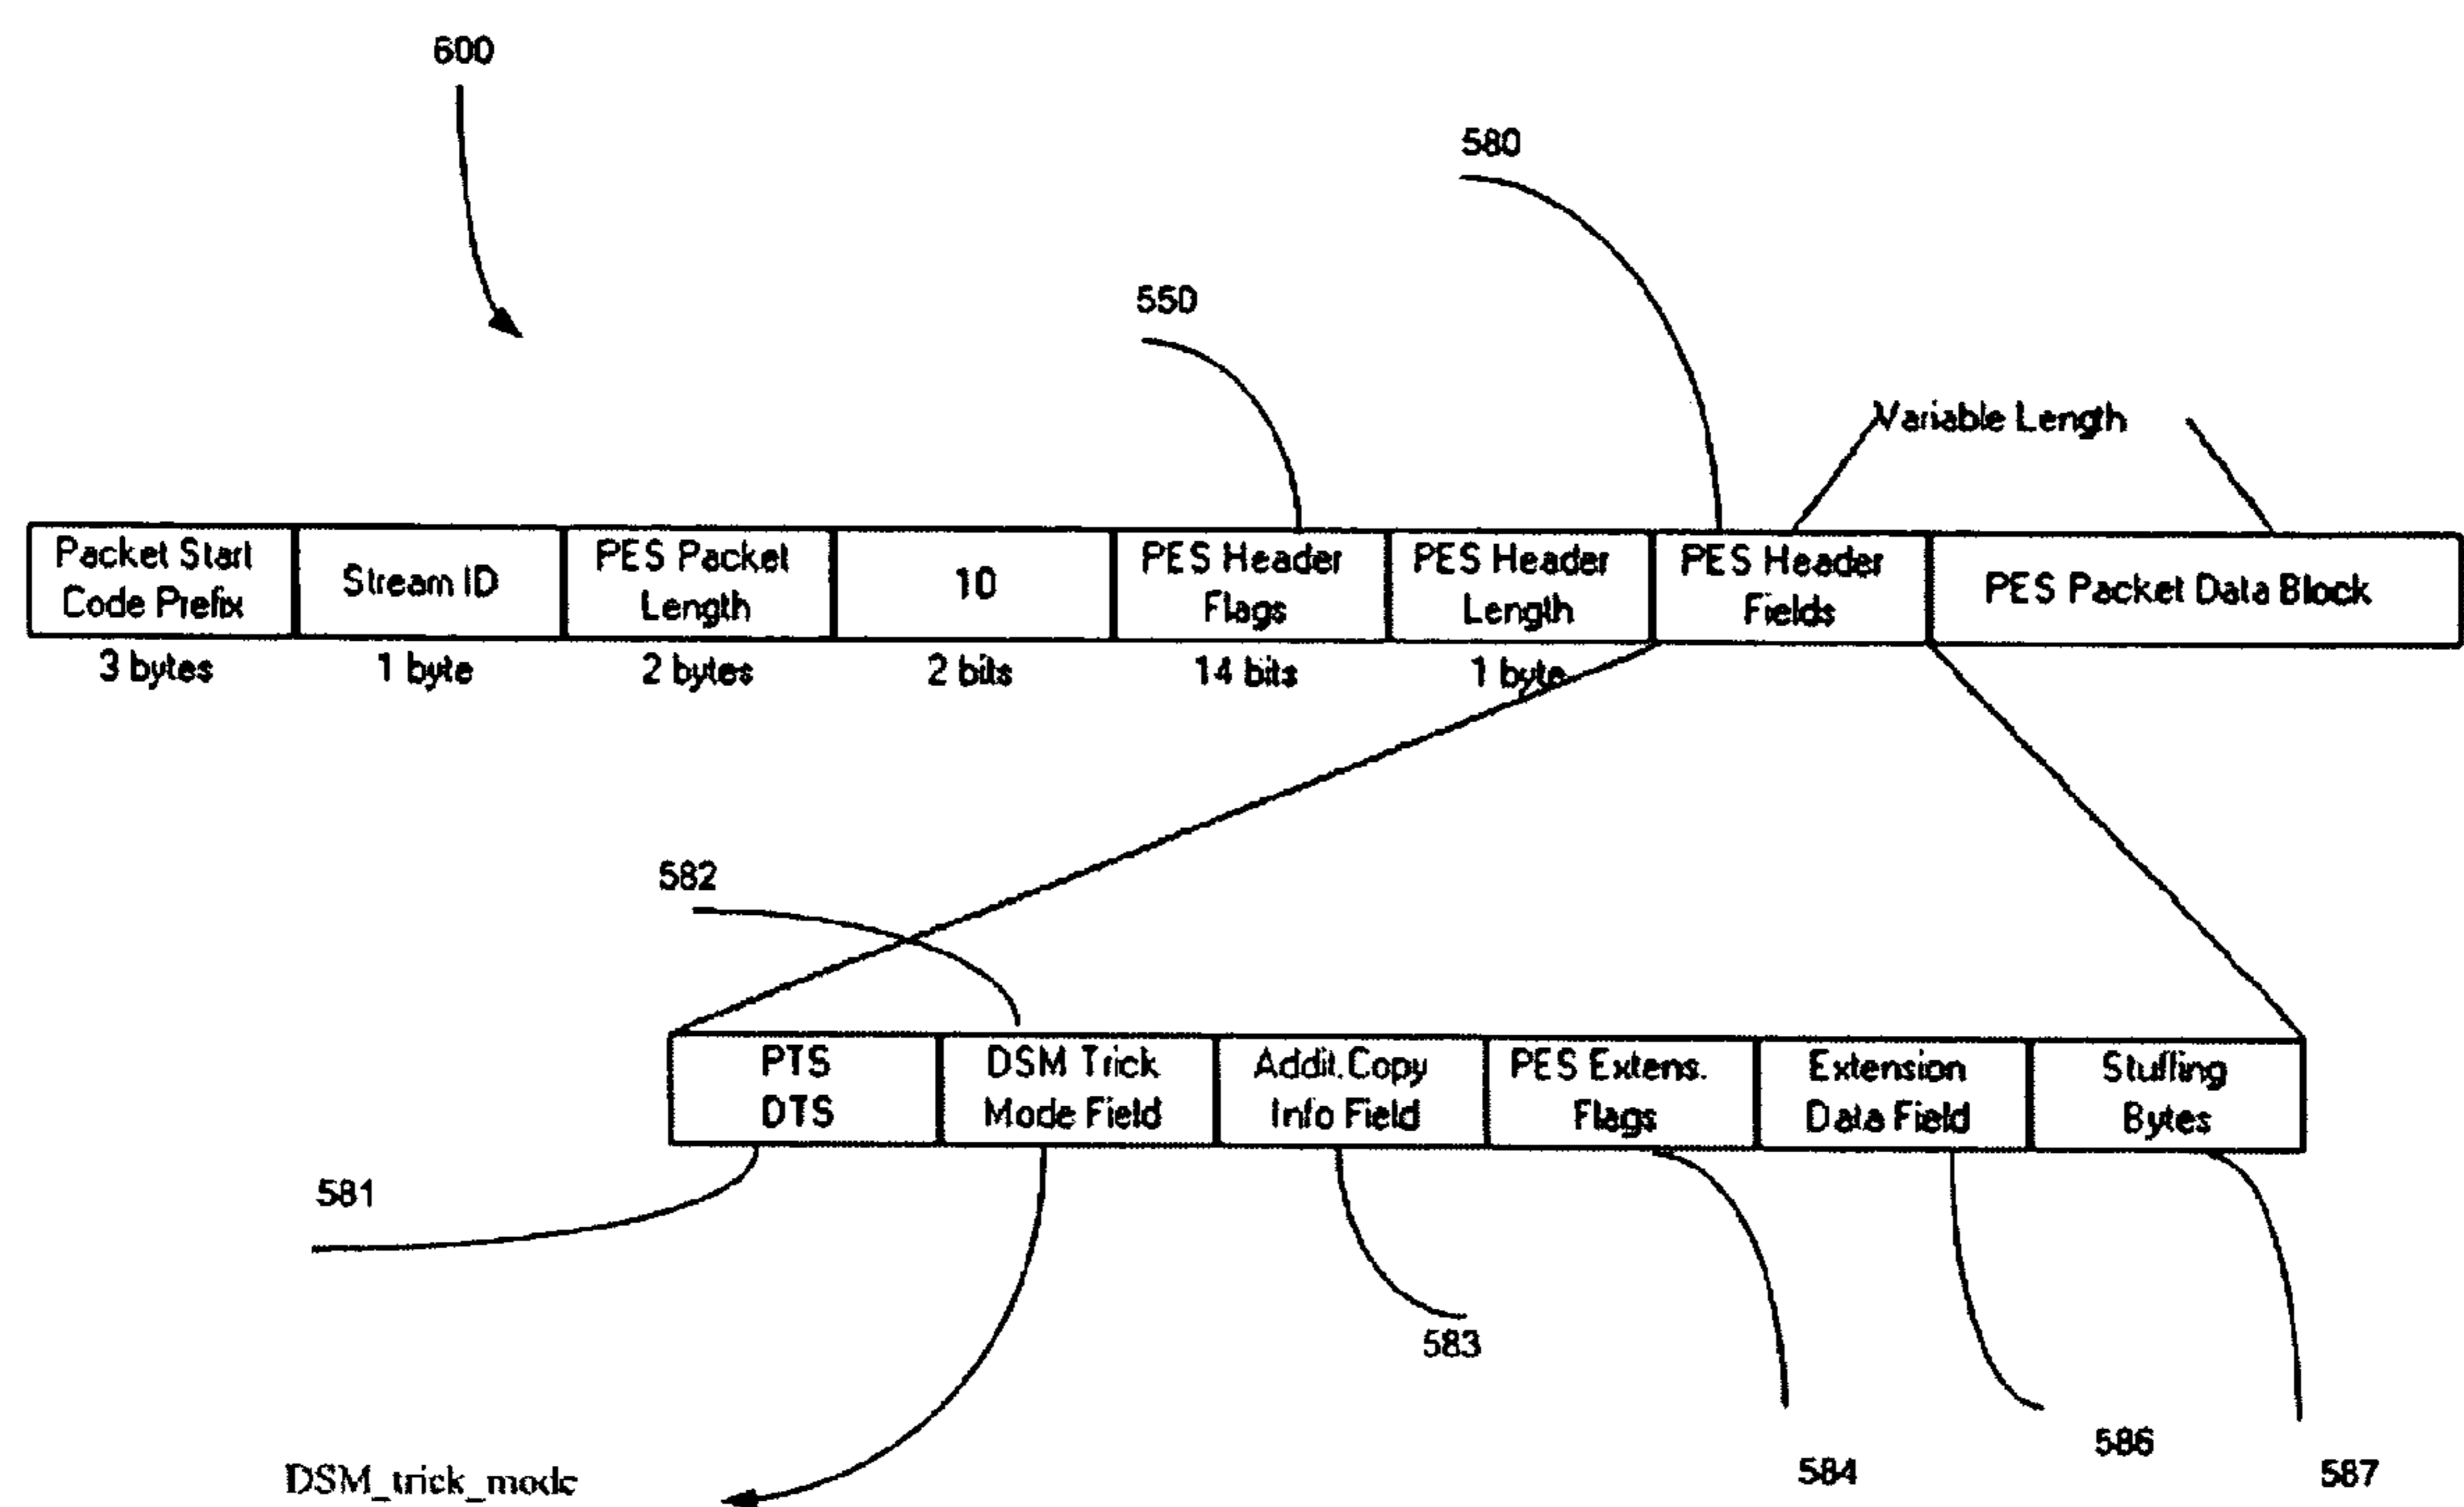 600
580
550
Variable Length
Packet Start
Code Prefix
Stream ID
PES Packet
Length
10
PES Header
Flags
PES Header
Length
PES Header
Fields
PES Packet Data Block
3 bytes
1 byte
2 bytes
2 bits
14 bits
1 byte
582
PTS
DTS
DSM Trick
Mode Field
Addit.Copy
Info Field
PES Extens.
Flags
Extension
Data Field
Stuffing
Bytes
581
583
584
586
587
DSM_trick_mode